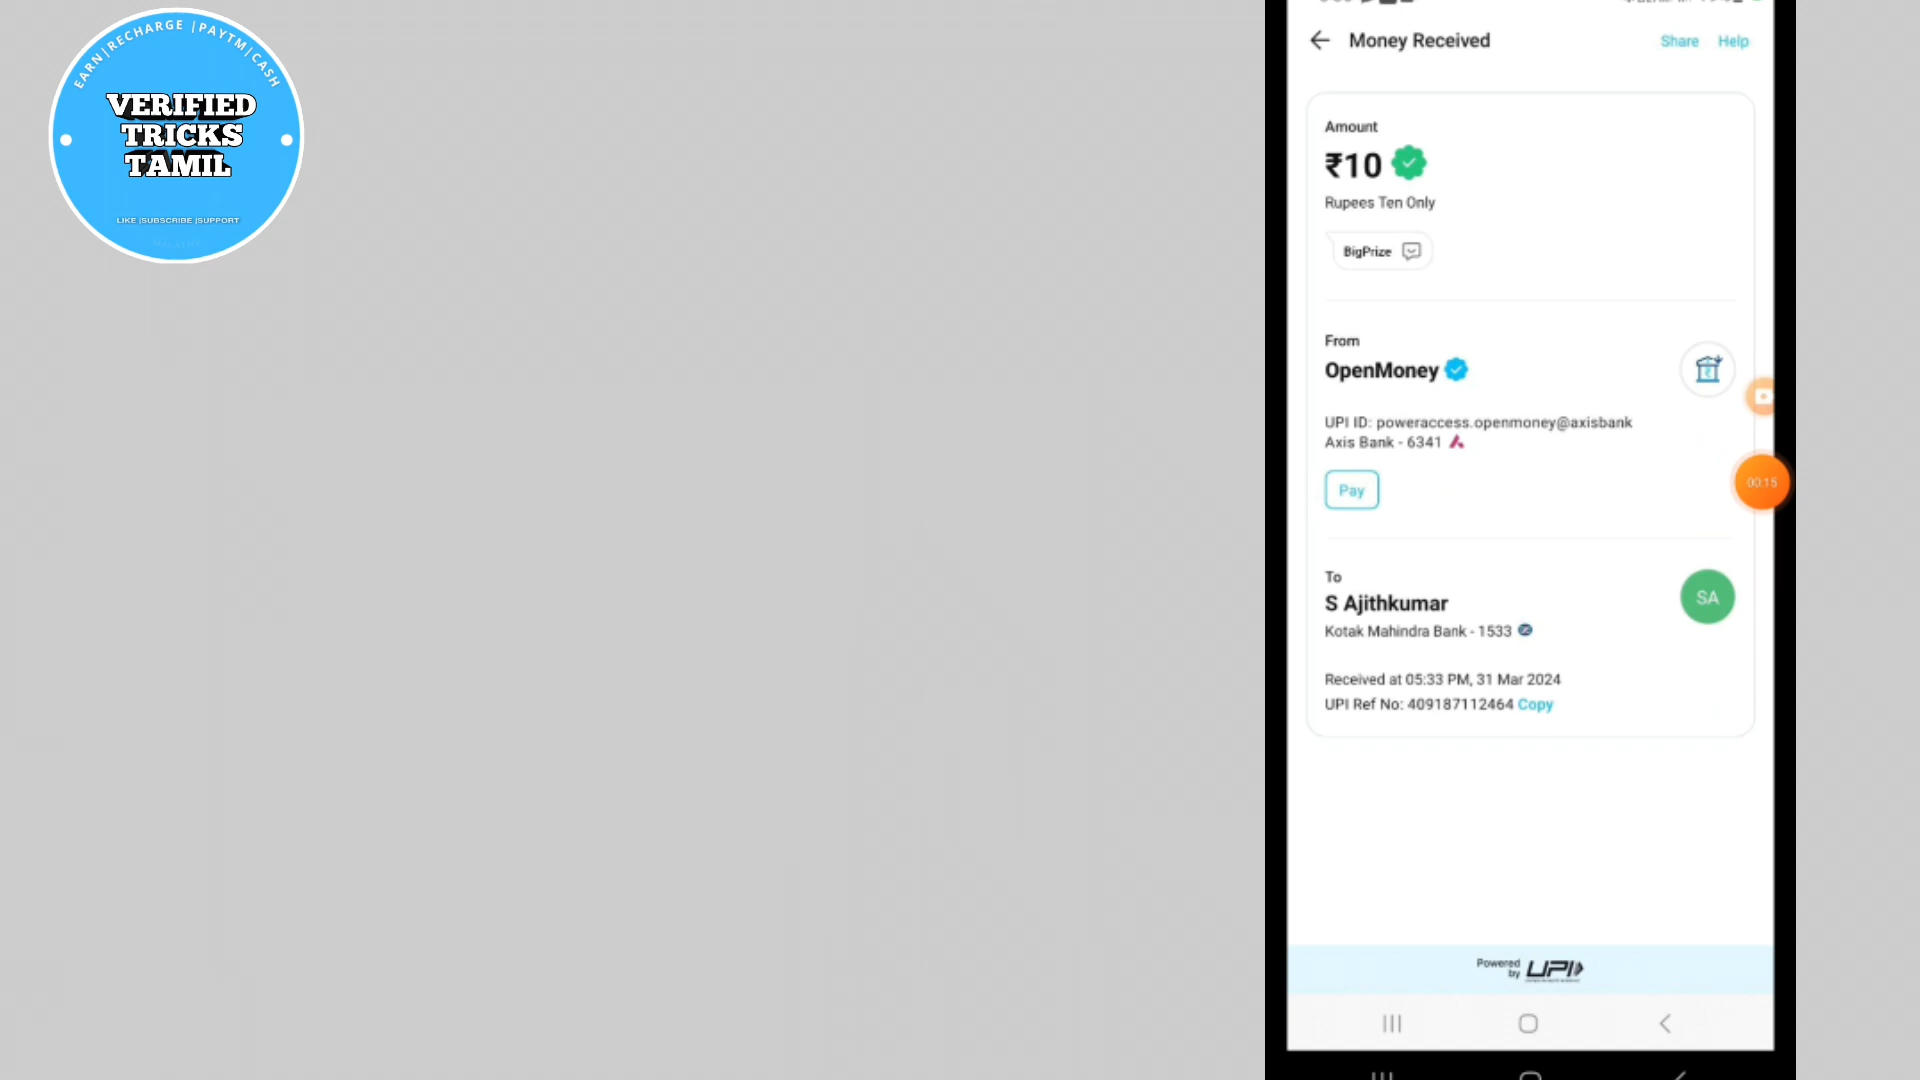 EARN|RECHARGE |PAYTM|CASH
VERIFIED
TRICKS
TAMIL
LIKE |SUBSCRIBE |SUPPORT
Money Received
Share Help
Amount
₹10
Rupees Ten Only
BigPrize
From
OpenMoney
UPI ID: poweraccess.openmoney@axisbank
Axis Bank - 6341
Pay
00:15
To
S Ajithkumar
SA
Kotak Mahindra Bank - 1533
Received at 05:33 PM, 31 Mar 2024
UPI Ref No: 409187112464 Copy
Powered
by UPI